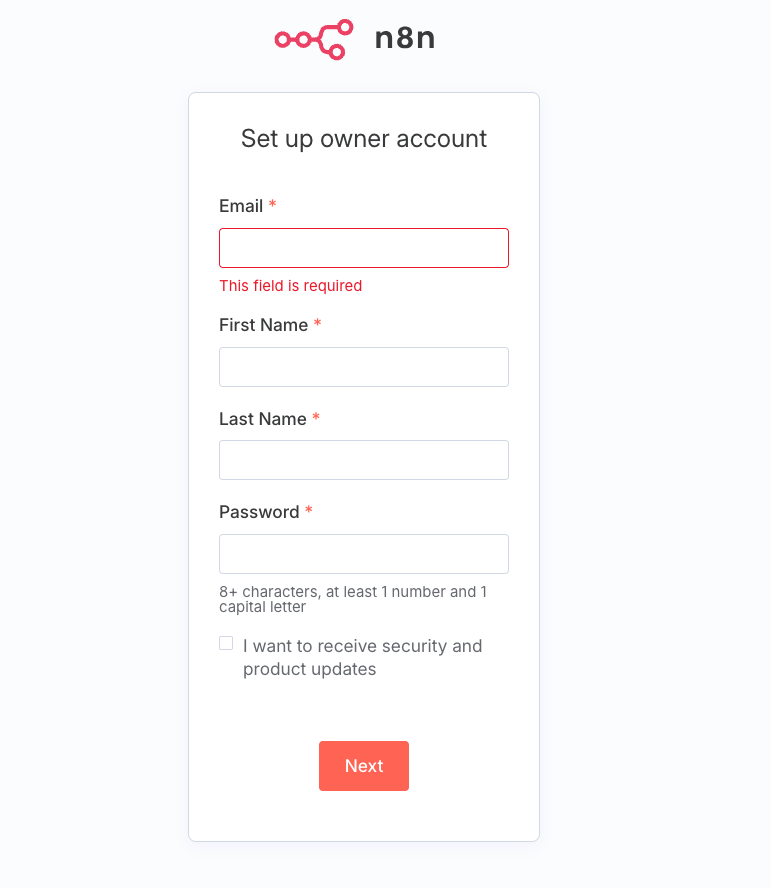 n8n
Set up owner account
Email *
This field is required
First Name *
Last Name *
Password *
8+ characters, at least 1 number and 1
capital letter
I want to receive security and
product updates
Next